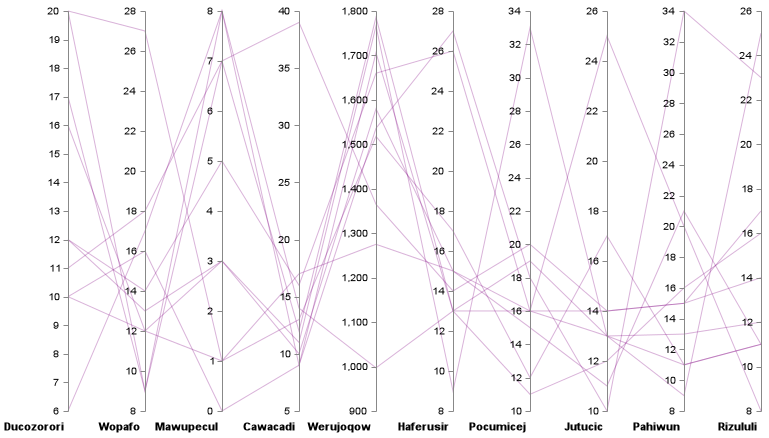 20 28 8 40 1,800 28 34 26 34 26
19 26 7 35 1,700 26 32 24 32 24
18 24 6 30 1,600 24 30 22 30 22
17 22 5 25 1,500 22 28 20 28 20
16 20 4 20 1,400 20 26 18 26 18
15 18 3 15 1,300 18 24 16 24 16
14 16 2 10 1,200 16 22 14 22 14
13 14 1 5 1,100 14 20 12 20 12
12 12 0 1,000 12 18 10 18 10
11 10 900 10 16 16 8
10 8 8 14 14
9 12 12
8 10 10
7 8
6
Ducozorori Wopafo Mawupecul Cawacadi Werujoqow Haferusir Pocumicej Jutucic Pahiwun Rizululi